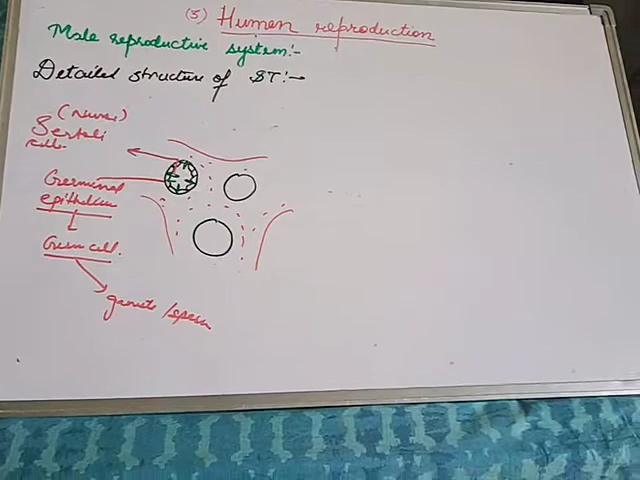 (5) Human reproduction
Male reproductive system:-
Detailed structure of ST:→
(nurse)
Sertoli
cells
Germinal
epithelium
Germ cell.
gamete/sperm